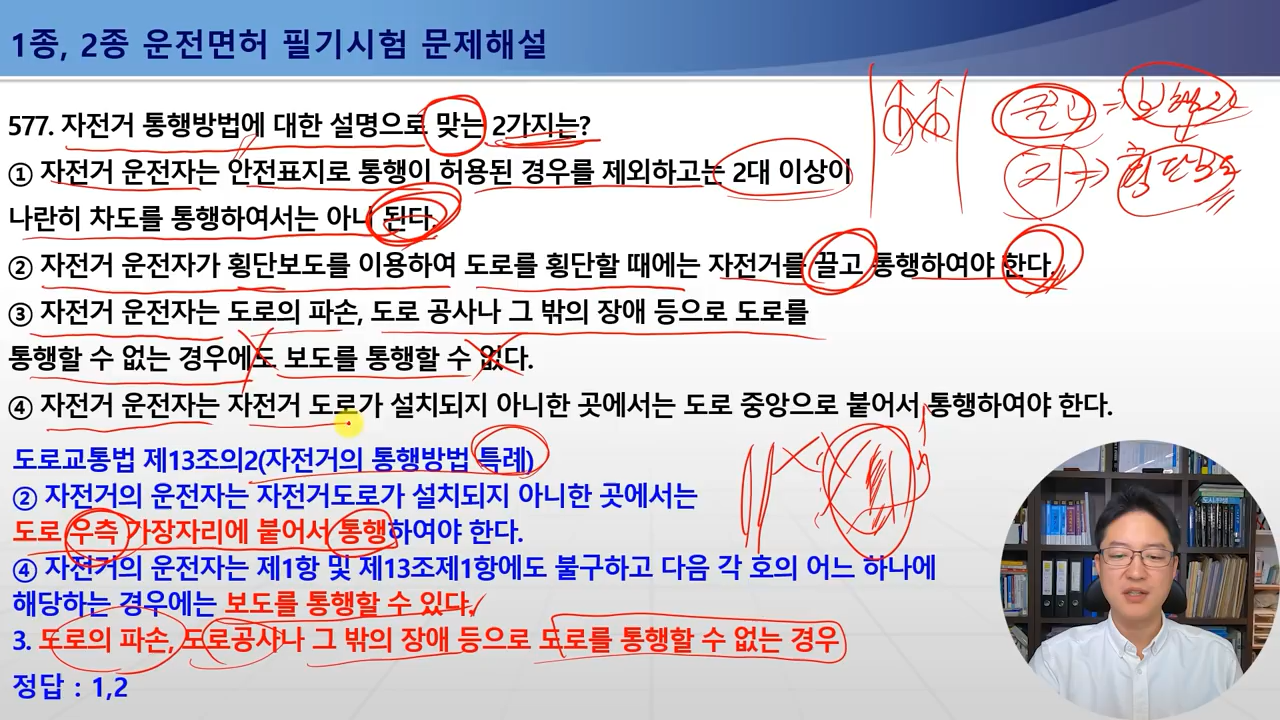 1종, 2종 운전면허 필기시험 문제해설
577. 자전거 통행방법에 대한 설명으로 맞는 2가지는?
① 자전거 운전자는 안전표지로 통행이 허용된 경우를 제외하고는 2대 이상이
나란히 차도를 통행하여서는 아니 된다.
② 자전거 운전자가 횡단보도를 이용하여 도로를 횡단할 때에는 자전거를 끌고 통행하여야 한다.
③ 자전거 운전자는 도로의 파손, 도로 공사나 그 밖의 장애 등으로 도로를
통행할 수 없는 경우에도 보도를 통행할 수 없다.
④ 자전거 운전자는 자전거 도로가 설치되지 아니한 곳에서는 도로 중앙으로 붙어서 통행하여야 한다.
도로교통법 제13조의2(자전거의 통행방법 특례)
② 자전거의 운전자는 자전거도로가 설치되지 아니한 곳에서는
도로 우측 가장자리에 붙어서 통행하여야 한다.
④ 자전거의 운전자는 제1항 및 제13조제1항에도 불구하고 다음 각 호의 어느 하나에
해당하는 경우에는 보도를 통행할 수 있다.
3. 도로의 파손, 도로공사나 그 밖의 장애 등으로 도로를 통행할 수 없는 경우
정답 : 1,2
끌고 보행자
자 횡단보도